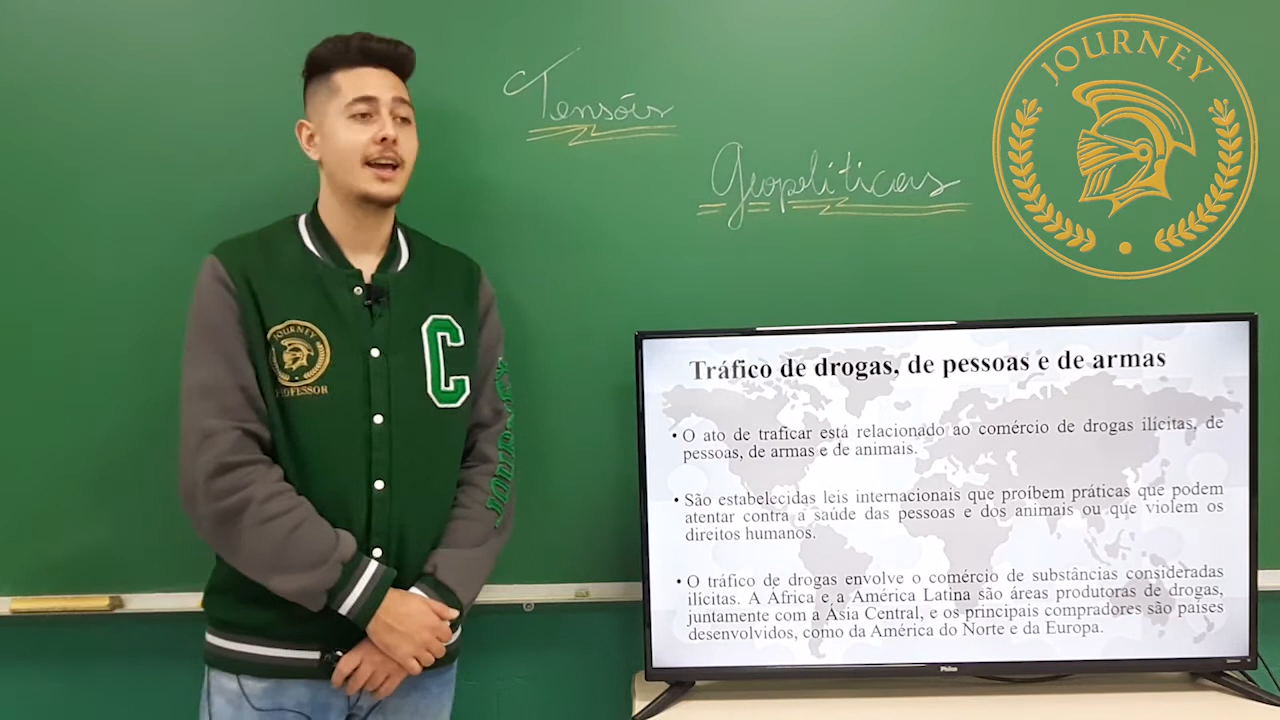 JOURNEY
Tensões
Geopolíticas
JOURNEY
PROFESSOR
C
Tráfico de drogas, de pessoas e de armas
• O ato de traficar está relacionado ao comércio de drogas ilícitas, de
pessoas, de armas e de animais.
• São estabelecidas leis internacionais que proíbem práticas que podem
atentar contra a saúde das pessoas e dos animais ou que violem os
direitos humanos.
• O tráfico de drogas envolve o comércio de substâncias consideradas
ilícitas. A África e a América Latina são áreas produtoras de drogas,
juntamente com a Ásia Central, e os principais compradores são países
desenvolvidos, como da América do Norte e da Europa.
Philco